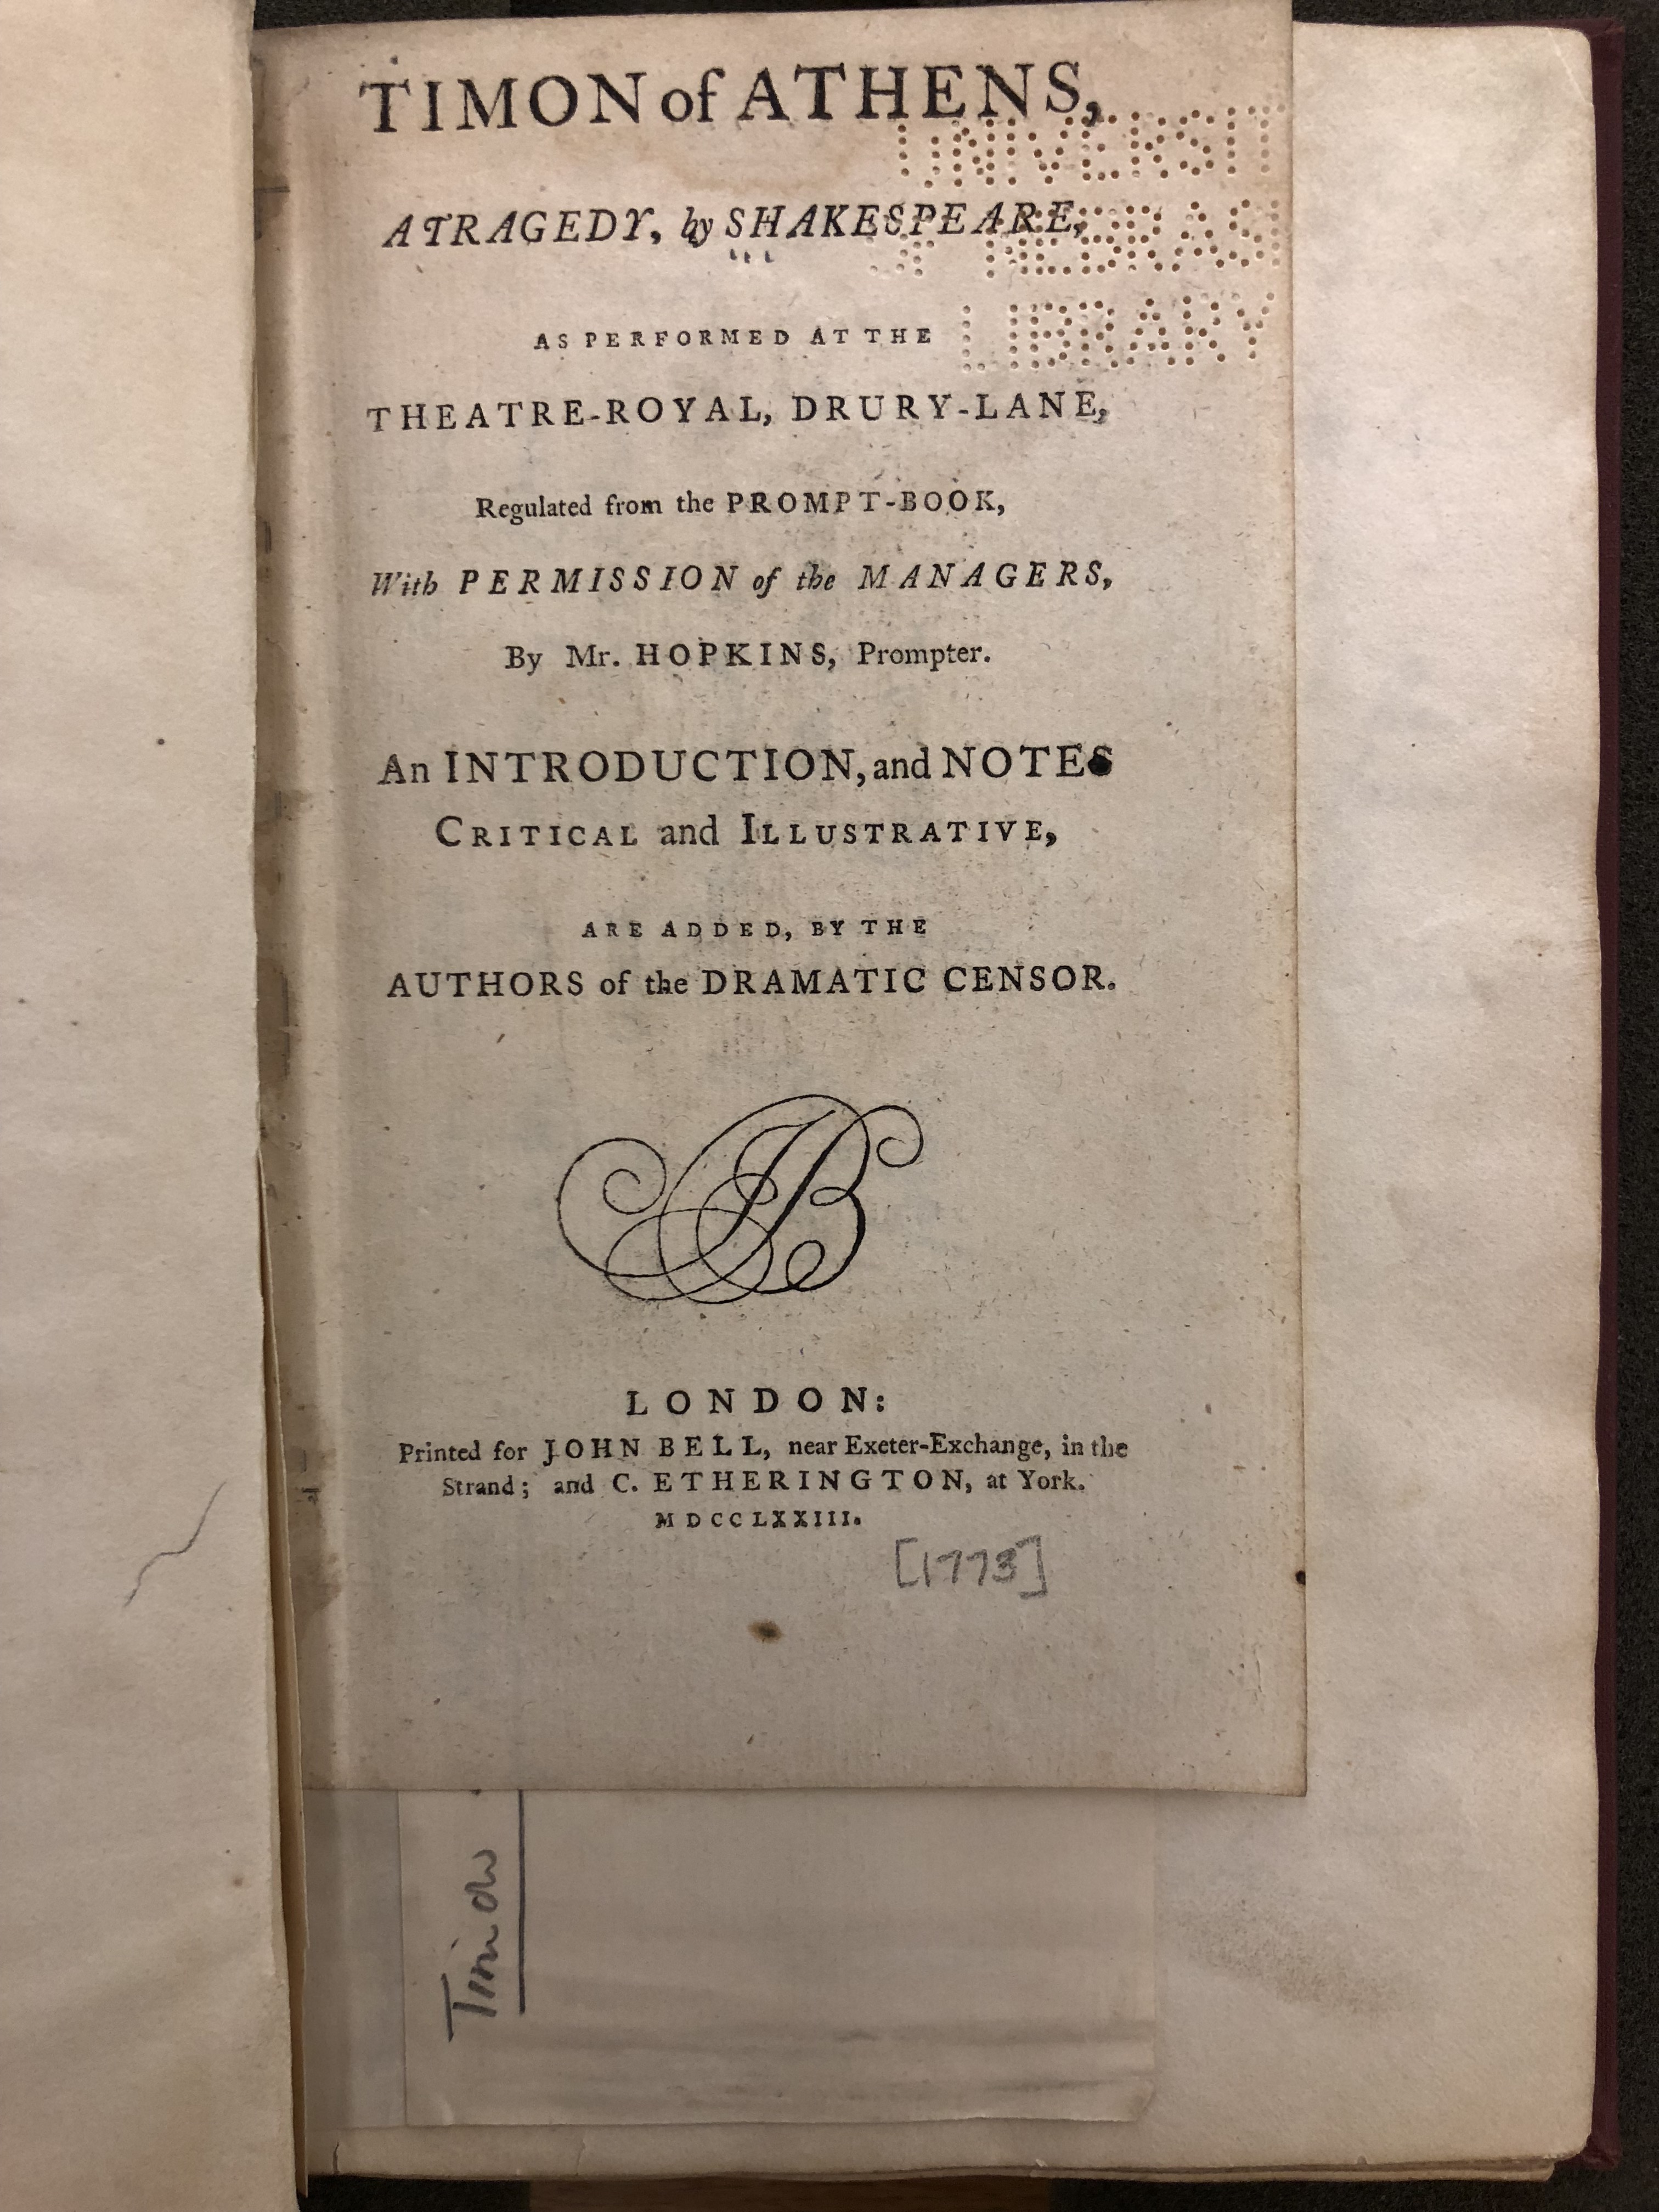 TIMON of ATHENS,
A TRAGEDY, by SHAKESPEARE,
AS PERFORMED AT THE
THEATRE-ROYAL, DRURY-LANE,
Regulated from the PROMPT-BOOK,
With PERMISSION of the MANAGERS,
By Mr. HOPKINS, Prompter.
An INTRODUCTION, and NOTES
CRITICAL and ILLUSTRATIVE,
ARE ADDED, BY THE
AUTHORS of the DRAMATIC CENSOR.
JB
LONDON:
Printed for JOHN BELL, near Exeter-Exchange, in the
Strand; and C. ETHERINGTON, at York.
MDCCLXXIII.
[1773]
UNIVERSIT
F NEBRAS
LIBRARY
Timon